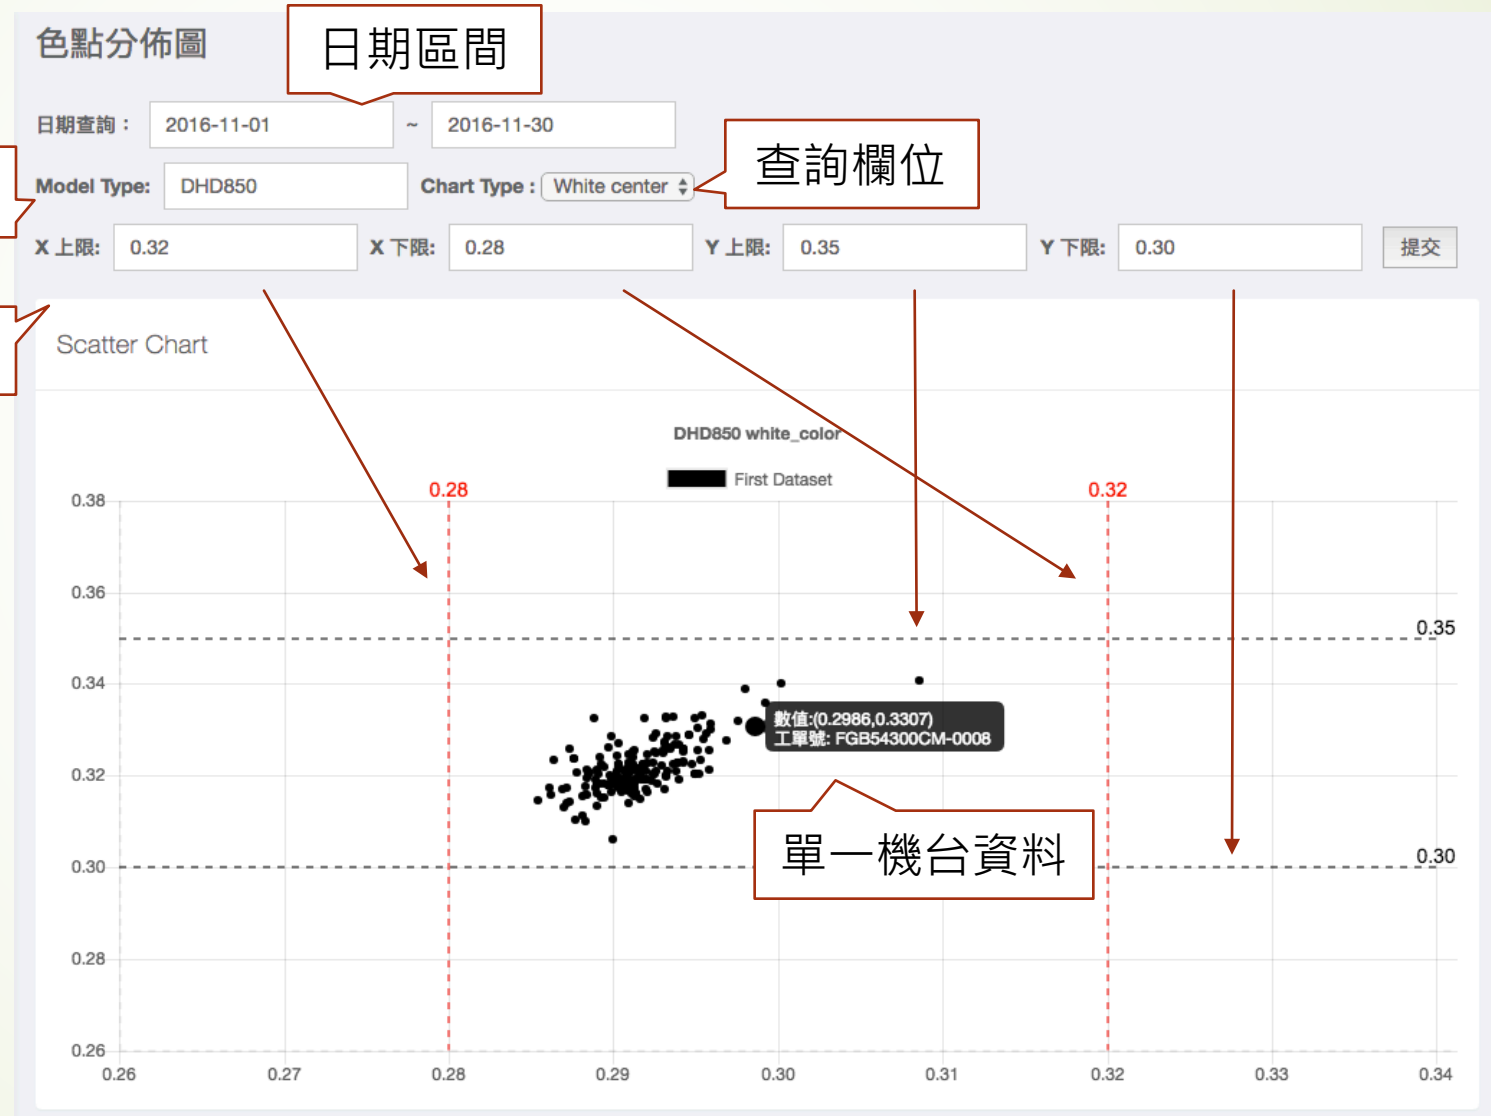 色點分佈圖
日期區間
日期查詢： 2016-11-01 ~ 2016-11-30
查詢欄位
Model Type: DHD850 Chart Type : White center
X 上限: 0.32 X 下限: 0.28 Y 上限: 0.35 Y 下限: 0.30 提交
Scatter Chart
DHD850 white_color
First Dataset
0.28 0.32
0.38
0.36
0.35
0.34
數值:(0.2986,0.3307)
工單號: FGB54300CM-0008
0.32
單一機台資料
0.30
0.30
0.28
0.26
0.26 0.27 0.28 0.29 0.30 0.31 0.32 0.33 0.34